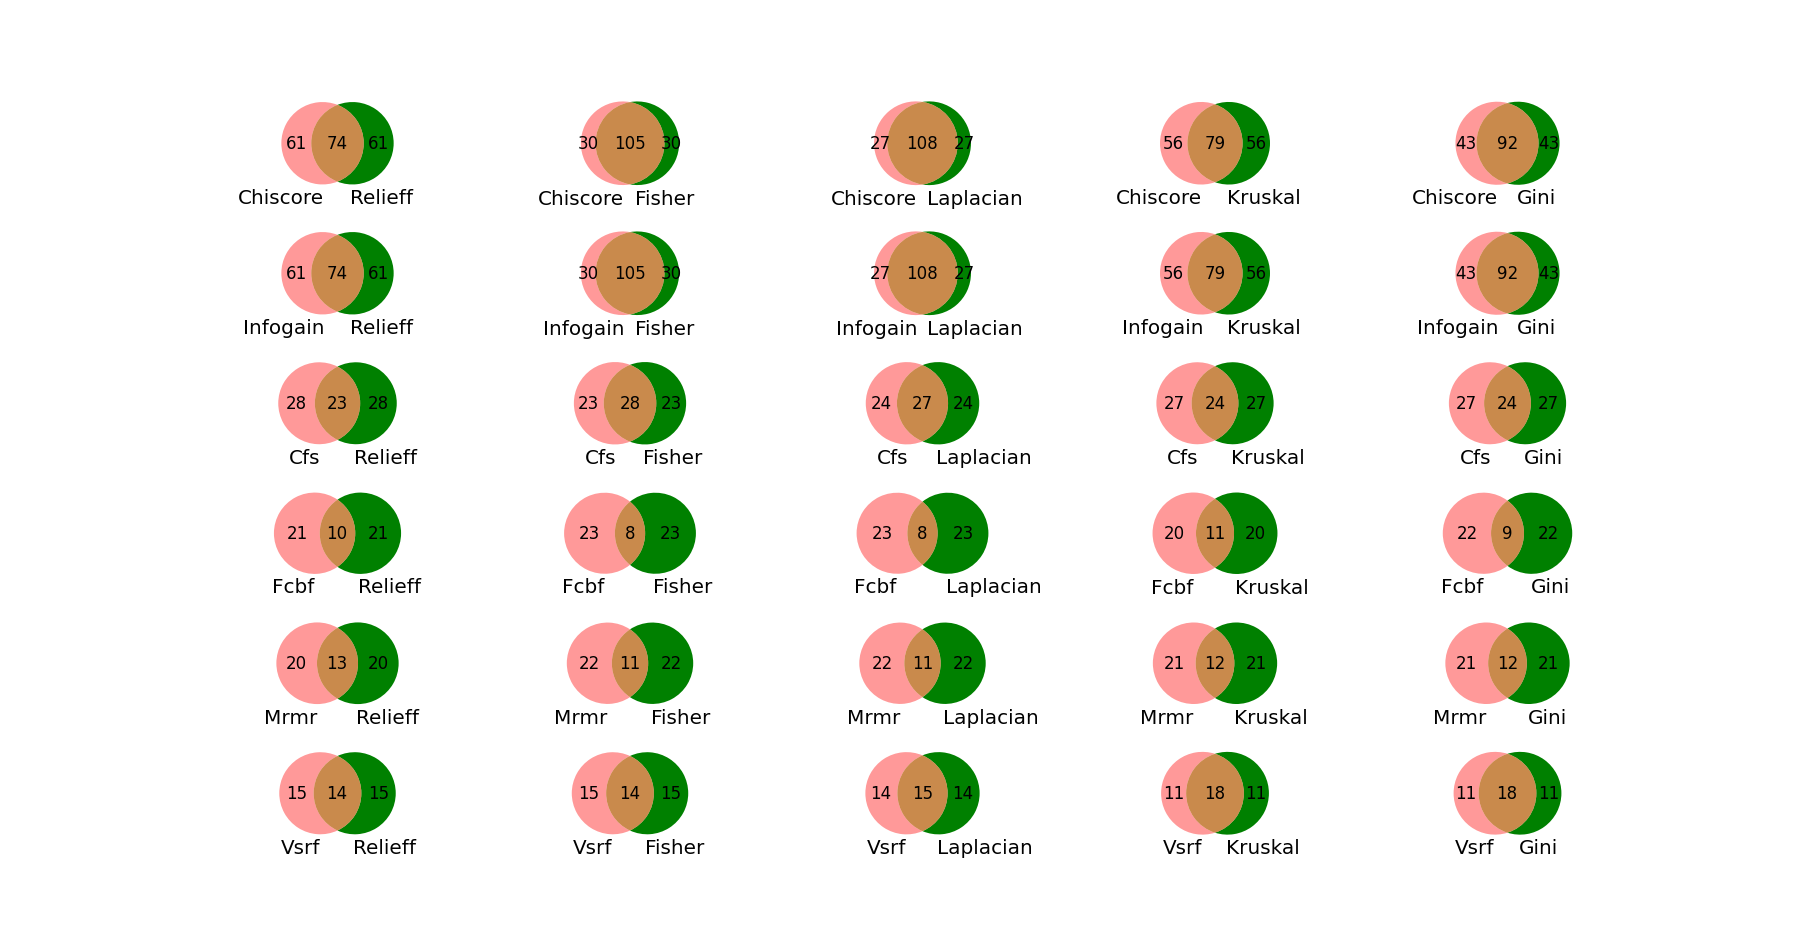 61 74 61 30 105 30 27 108 27 56 79 56 43 92 43
Chiscore Relieff Chiscore Fisher Chiscore Laplacian Chiscore Kruskal Chiscore Gini
61 74 61 30 105 30 27 108 27 56 79 56 43 92 43
Infogain Relieff Infogain Fisher Infogain Laplacian Infogain Kruskal Infogain Gini
28 23 28 23 28 23 24 27 24 27 24 27 27 24 27
Cfs Relieff Cfs Fisher Cfs Laplacian Cfs Kruskal Cfs Gini
21 10 21 23 8 23 23 8 23 20 11 20 22 9 22
Fcbf Relieff Fcbf Fisher Fcbf Laplacian Fcbf Kruskal Fcbf Gini
20 13 20 22 11 22 22 11 22 21 12 21 21 12 21
Mrmr Relieff Mrmr Fisher Mrmr Laplacian Mrmr Kruskal Mrmr Gini
15 14 15 15 14 15 14 15 14 11 18 11 11 18 11
Vsrf Relieff Vsrf Fisher Vsrf Laplacian Vsrf Kruskal Vsrf Gini